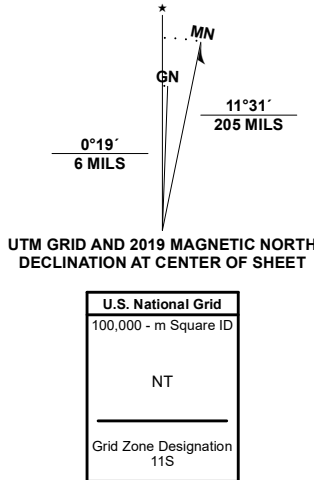 ★
MN
GN
0°19´
6 MILS
11°31´
205 MILS
UTM GRID AND 2019 MAGNETIC NORTH
DECLINATION AT CENTER OF SHEET
U.S. National Grid
100,000 - m Square ID
NT
Grid Zone Designation
11S